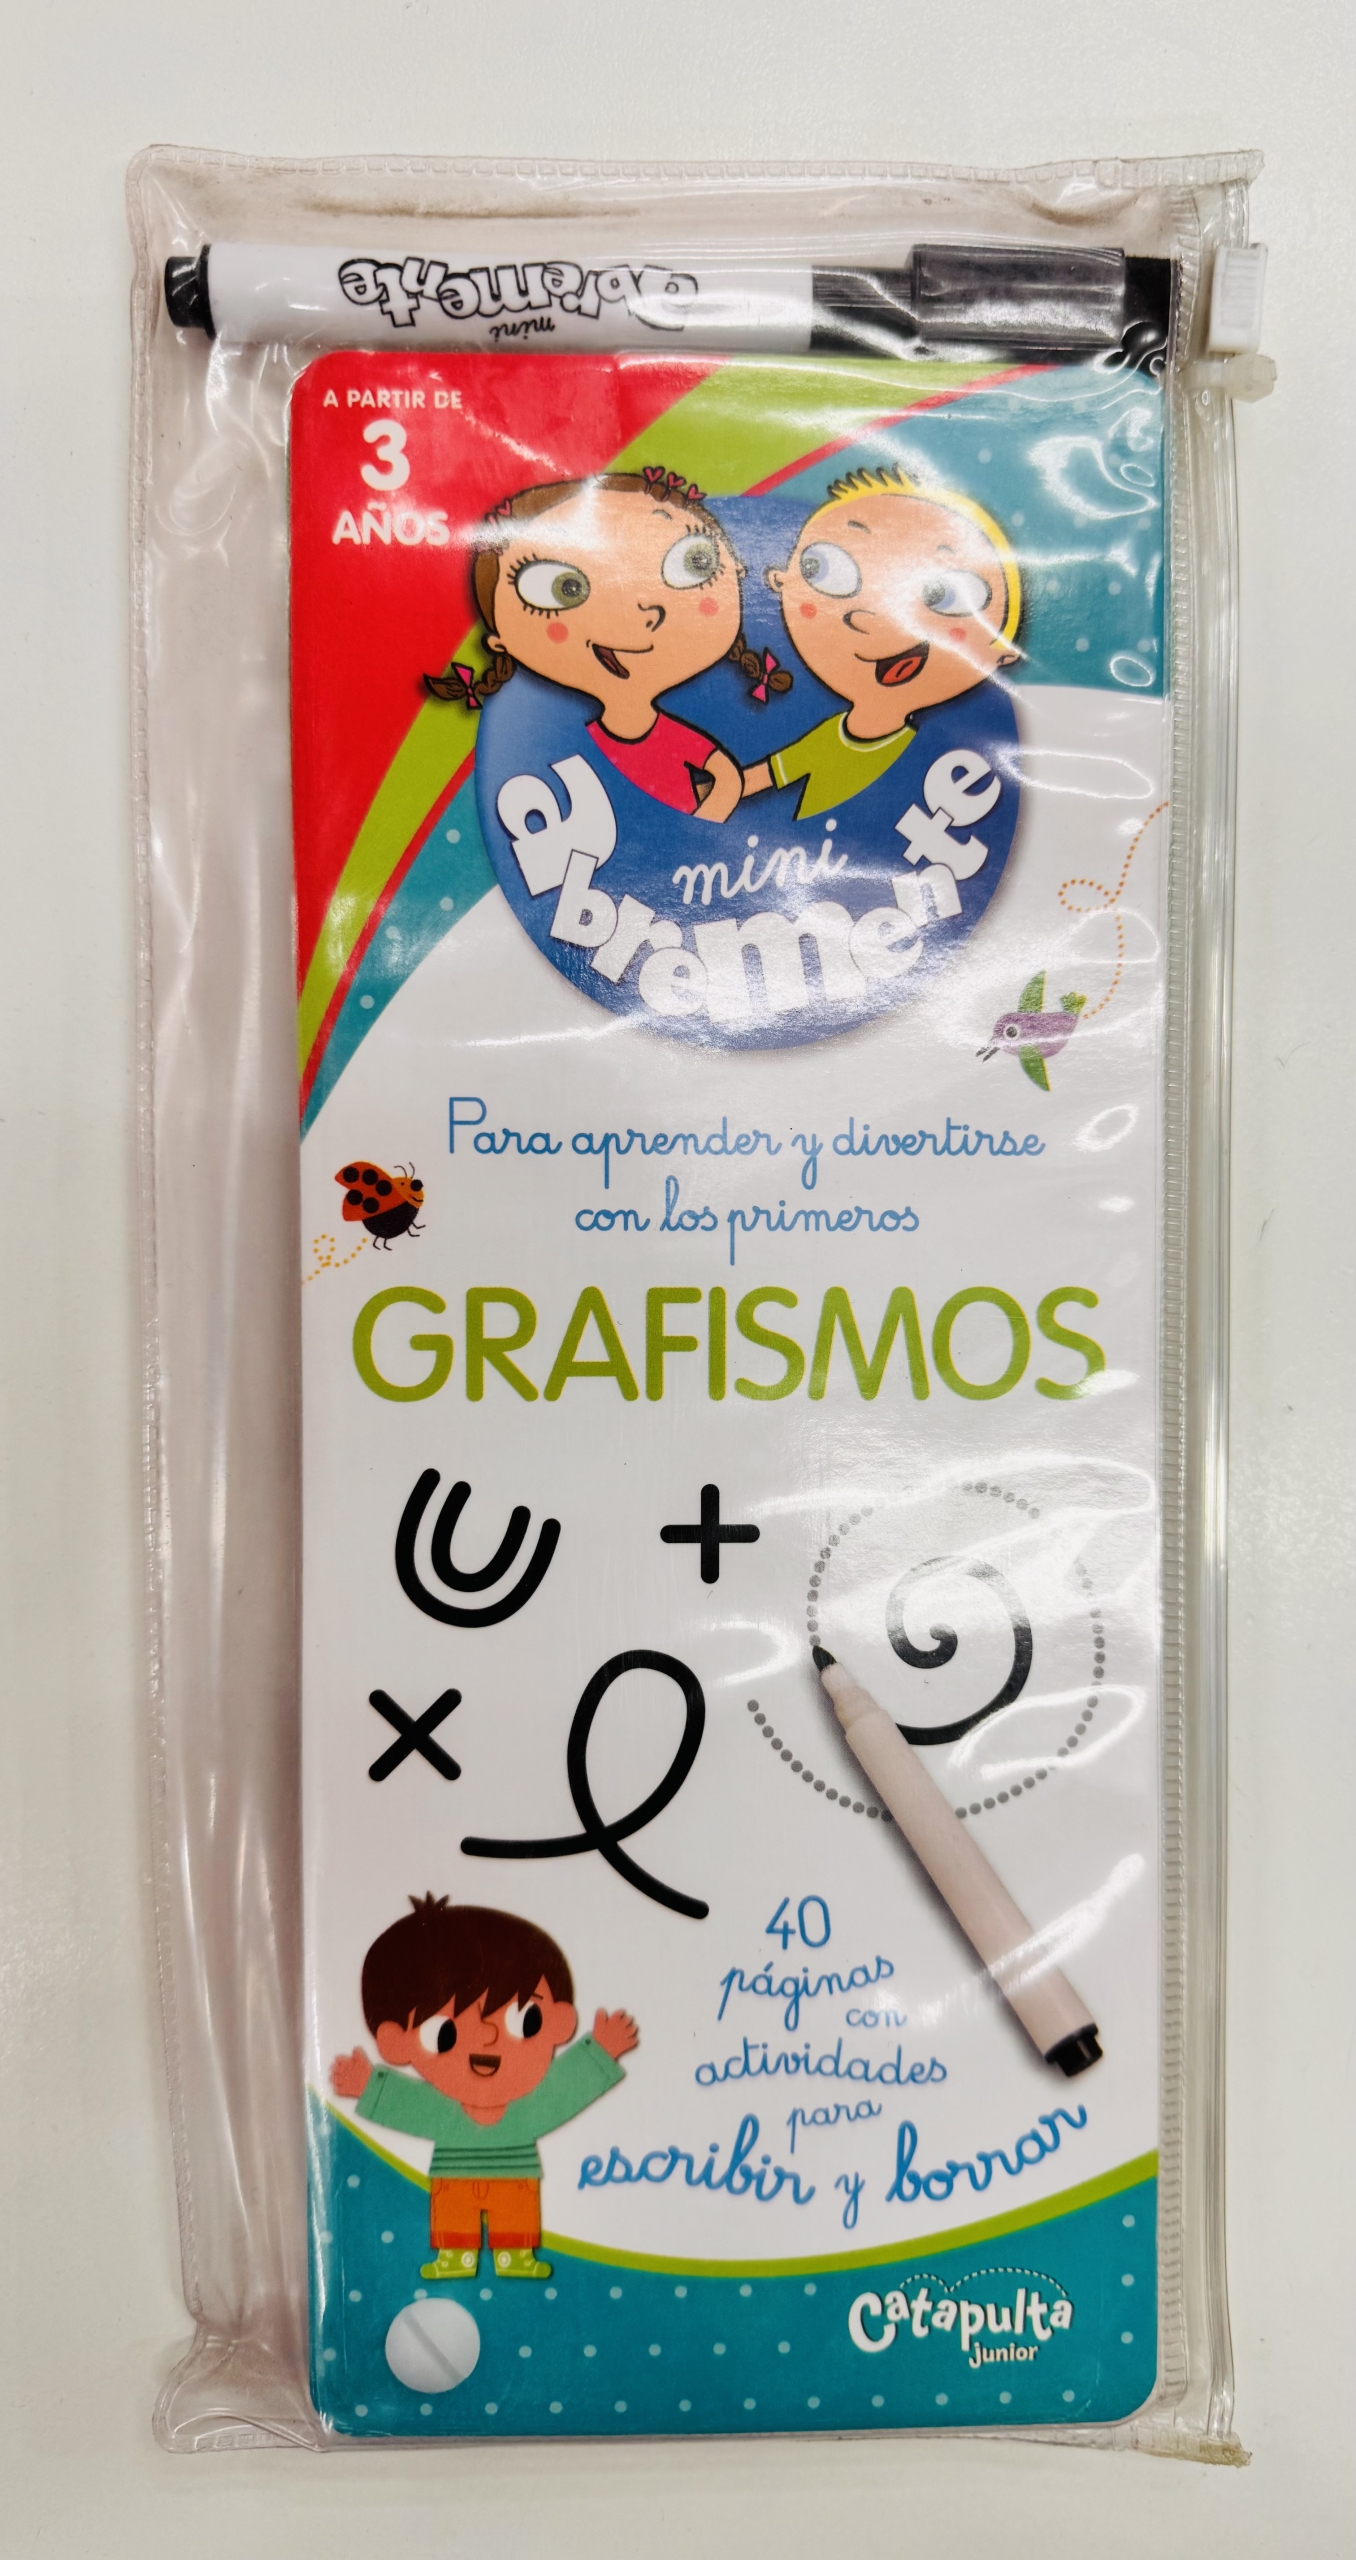 mini
abremente
A PARTIR DE
3
AÑOS
mini
abremente
Para aprender y divertirse
con los primeros
GRAFISMOS
40
páginas
con
actividades
para
escribir y borrar
Catapulta
junior